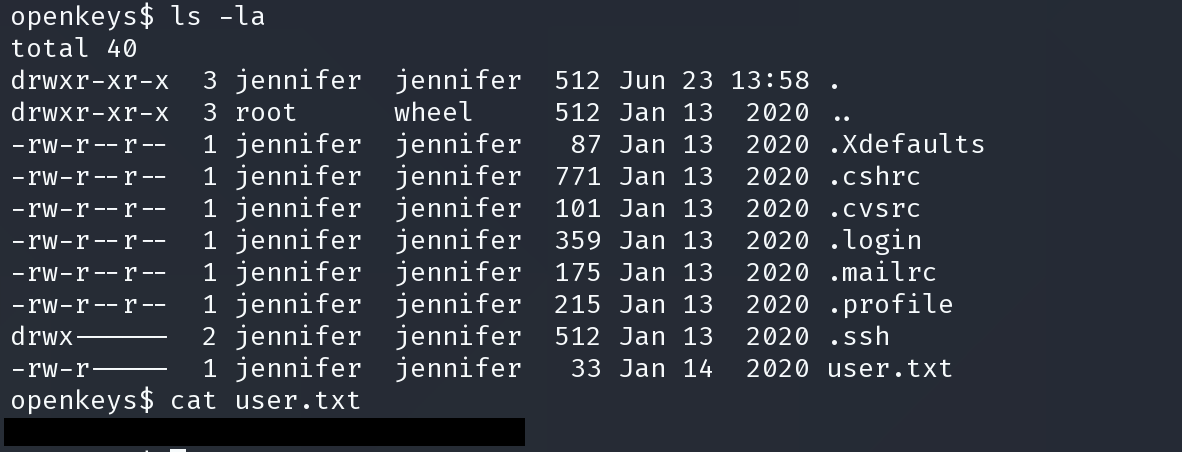 openkeys$ ls -la
total 40
drwxr-xr-x  3 jennifer  jennifer  512 Jun 23 13:58 .
drwxr-xr-x  3 root      wheel     512 Jan 13  2020 ..
-rw-r--r--  1 jennifer  jennifer   87 Jan 13  2020 .Xdefaults
-rw-r--r--  1 jennifer  jennifer  771 Jan 13  2020 .cshrc
-rw-r--r--  1 jennifer  jennifer  101 Jan 13  2020 .cvsrc
-rw-r--r--  1 jennifer  jennifer  359 Jan 13  2020 .login
-rw-r--r--  1 jennifer  jennifer  175 Jan 13  2020 .mailrc
-rw-r--r--  1 jennifer  jennifer  215 Jan 13  2020 .profile
drwx------  2 jennifer  jennifer  512 Jan 13  2020 .ssh
-rw-r-----  1 jennifer  jennifer   33 Jan 14  2020 user.txt
openkeys$ cat user.txt